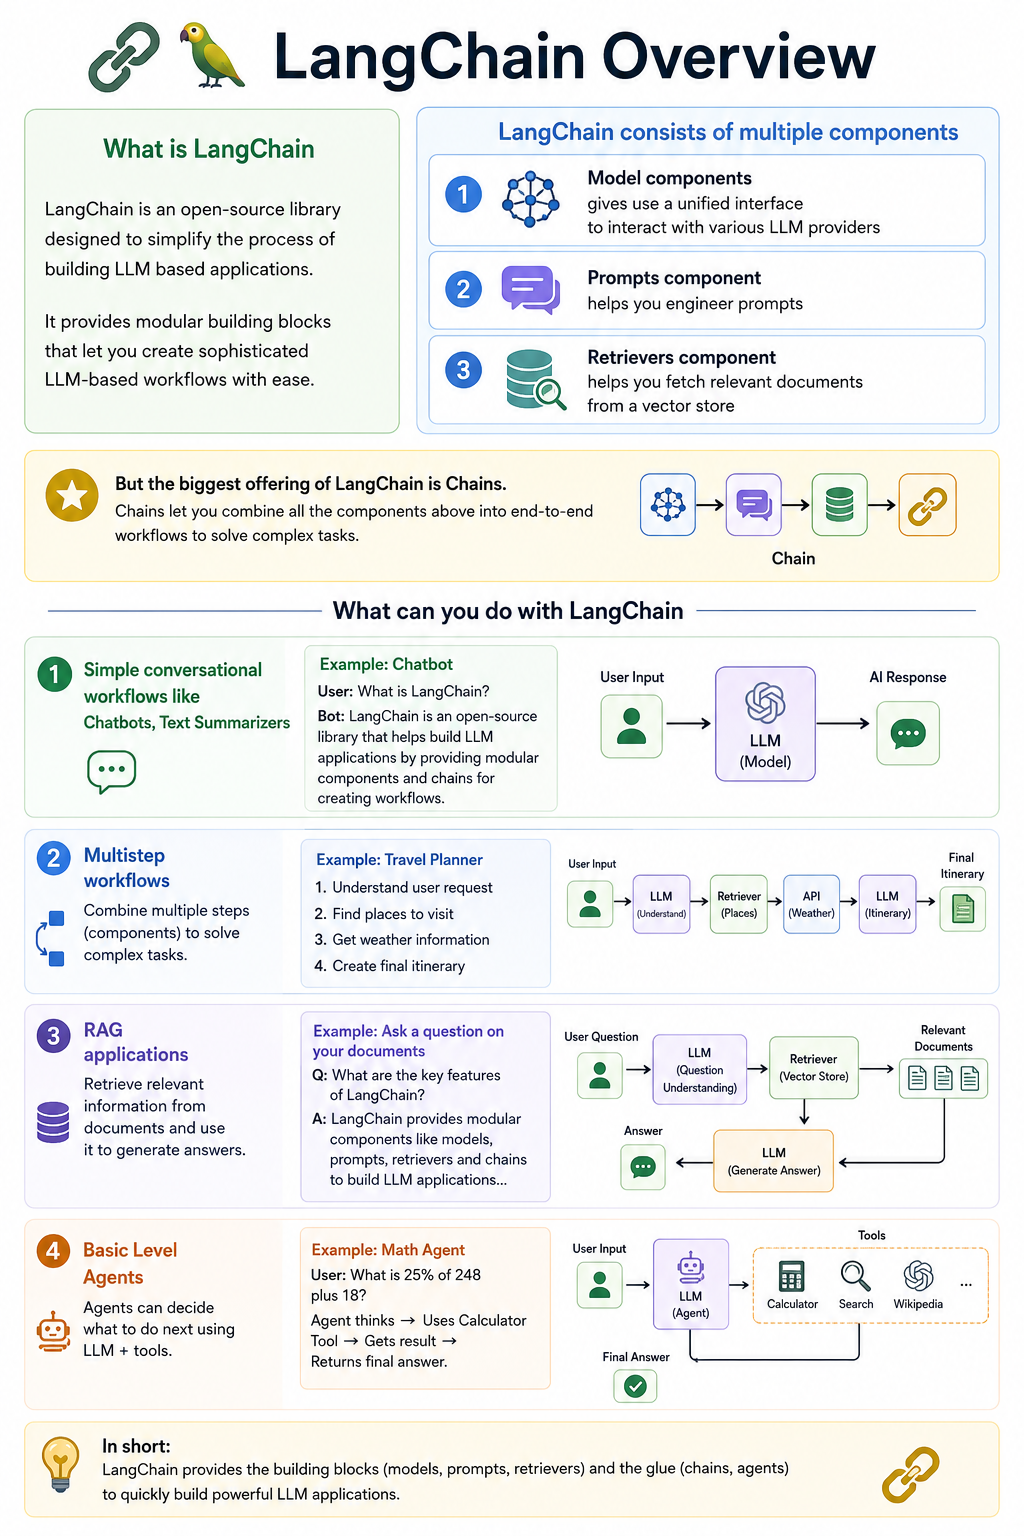 LangChain Overview
What is LangChain
LangChain is an open-source library
designed to simplify the process of
building LLM based applications.
It provides modular building blocks
that let you create sophisticated
LLM-based workflows with ease.
LangChain consists of multiple components
1
Model components
gives use a unified interface
to interact with various LLM providers
2
Prompts component
helps you engineer prompts
3
Retrievers component
helps you fetch relevant documents
from a vector store
But the biggest offering of LangChain is Chains.
Chains let you combine all the components above into end-to-end
workflows to solve complex tasks.
Chain
What can you do with LangChain
1
Simple conversational
workflows like
Chatbots, Text Summarizers
Example: Chatbot
User: What is LangChain?
Bot: LangChain is an open-source
library that helps build LLM
applications by providing modular
components and chains for
creating workflows.
User Input
LLM
(Model)
AI Response
2
Multistep
workflows
Combine multiple steps
(components) to solve
complex tasks.
Example: Travel Planner
1. Understand user request
2. Find places to visit
3. Get weather information
4. Create final itinerary
User Input
LLM
(Understand)
Retriever
(Places)
API
(Weather)
LLM
(Itinerary)
Final
Itinerary
3
RAG
applications
Retrieve relevant
information from
documents and use
it to generate answers.
Example: Ask a question on
your documents
Q: What are the key features
of LangChain?
A: LangChain provides modular
components like models,
prompts, retrievers and chains
to build LLM applications...
User Question
LLM
(Question
Understanding)
Retriever
(Vector Store)
Relevant
Documents
Answer
LLM
(Generate Answer)
4
Basic Level
Agents
Agents can decide
what to do next using
LLM + tools.
Example: Math Agent
User: What is 25% of 248
plus 18?
Agent thinks → Uses Calculator
Tool → Gets result →
Returns final answer.
User Input
LLM
(Agent)
Tools
Calculator
Search
Wikipedia
...
Final Answer
In short:
LangChain provides the building blocks (models, prompts, retrievers) and the glue (chains, agents)
to quickly build powerful LLM applications.